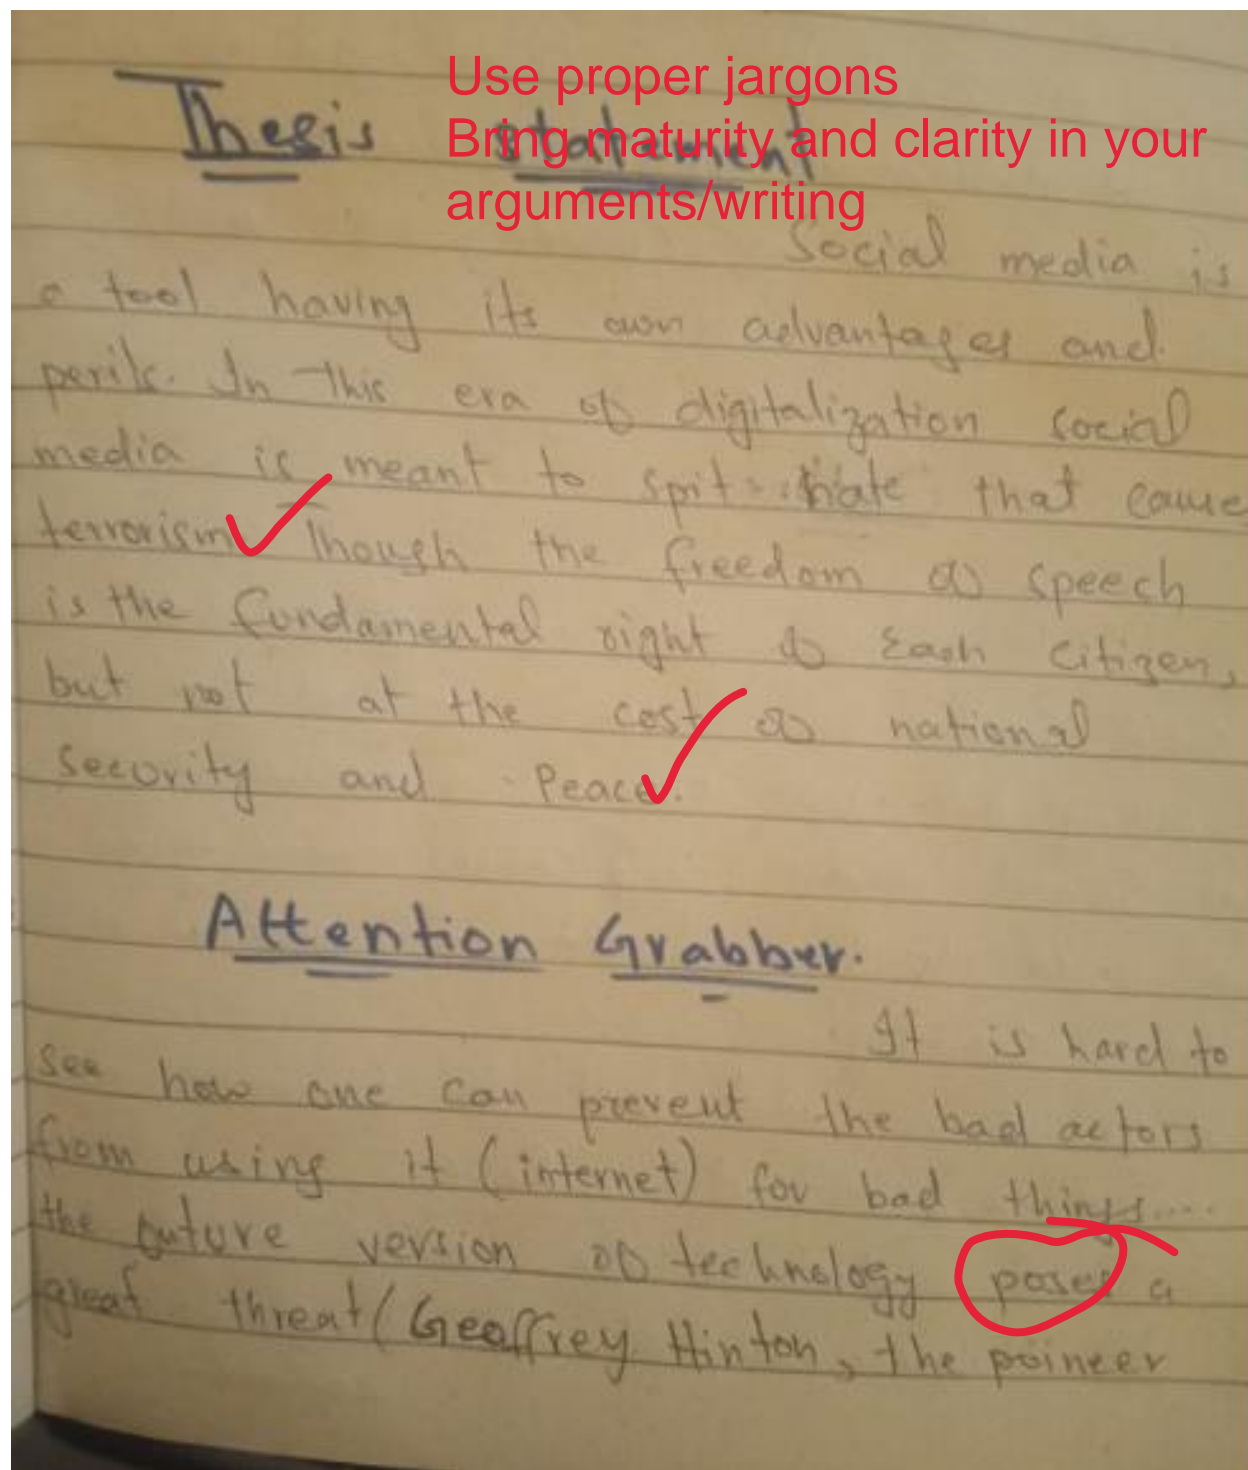 Use proper jargons
Bring maturity and clarity in your
arguments/writing
Thesis statement
Social media is
a tool having its own advantages and
perils. In this era of digitalization social
media is meant to spit hate that cause
terrorism. Though the freedom of speech
is the fundamental right of each citizen,
but not at the cost of national
security and Peace.
Attention Grabber.
It is hard to
see how one can prevent the bad actors
from using it (internet) for bad things....
the future version of technology poses a
great threat (Geoffrey Hinton, the poineer